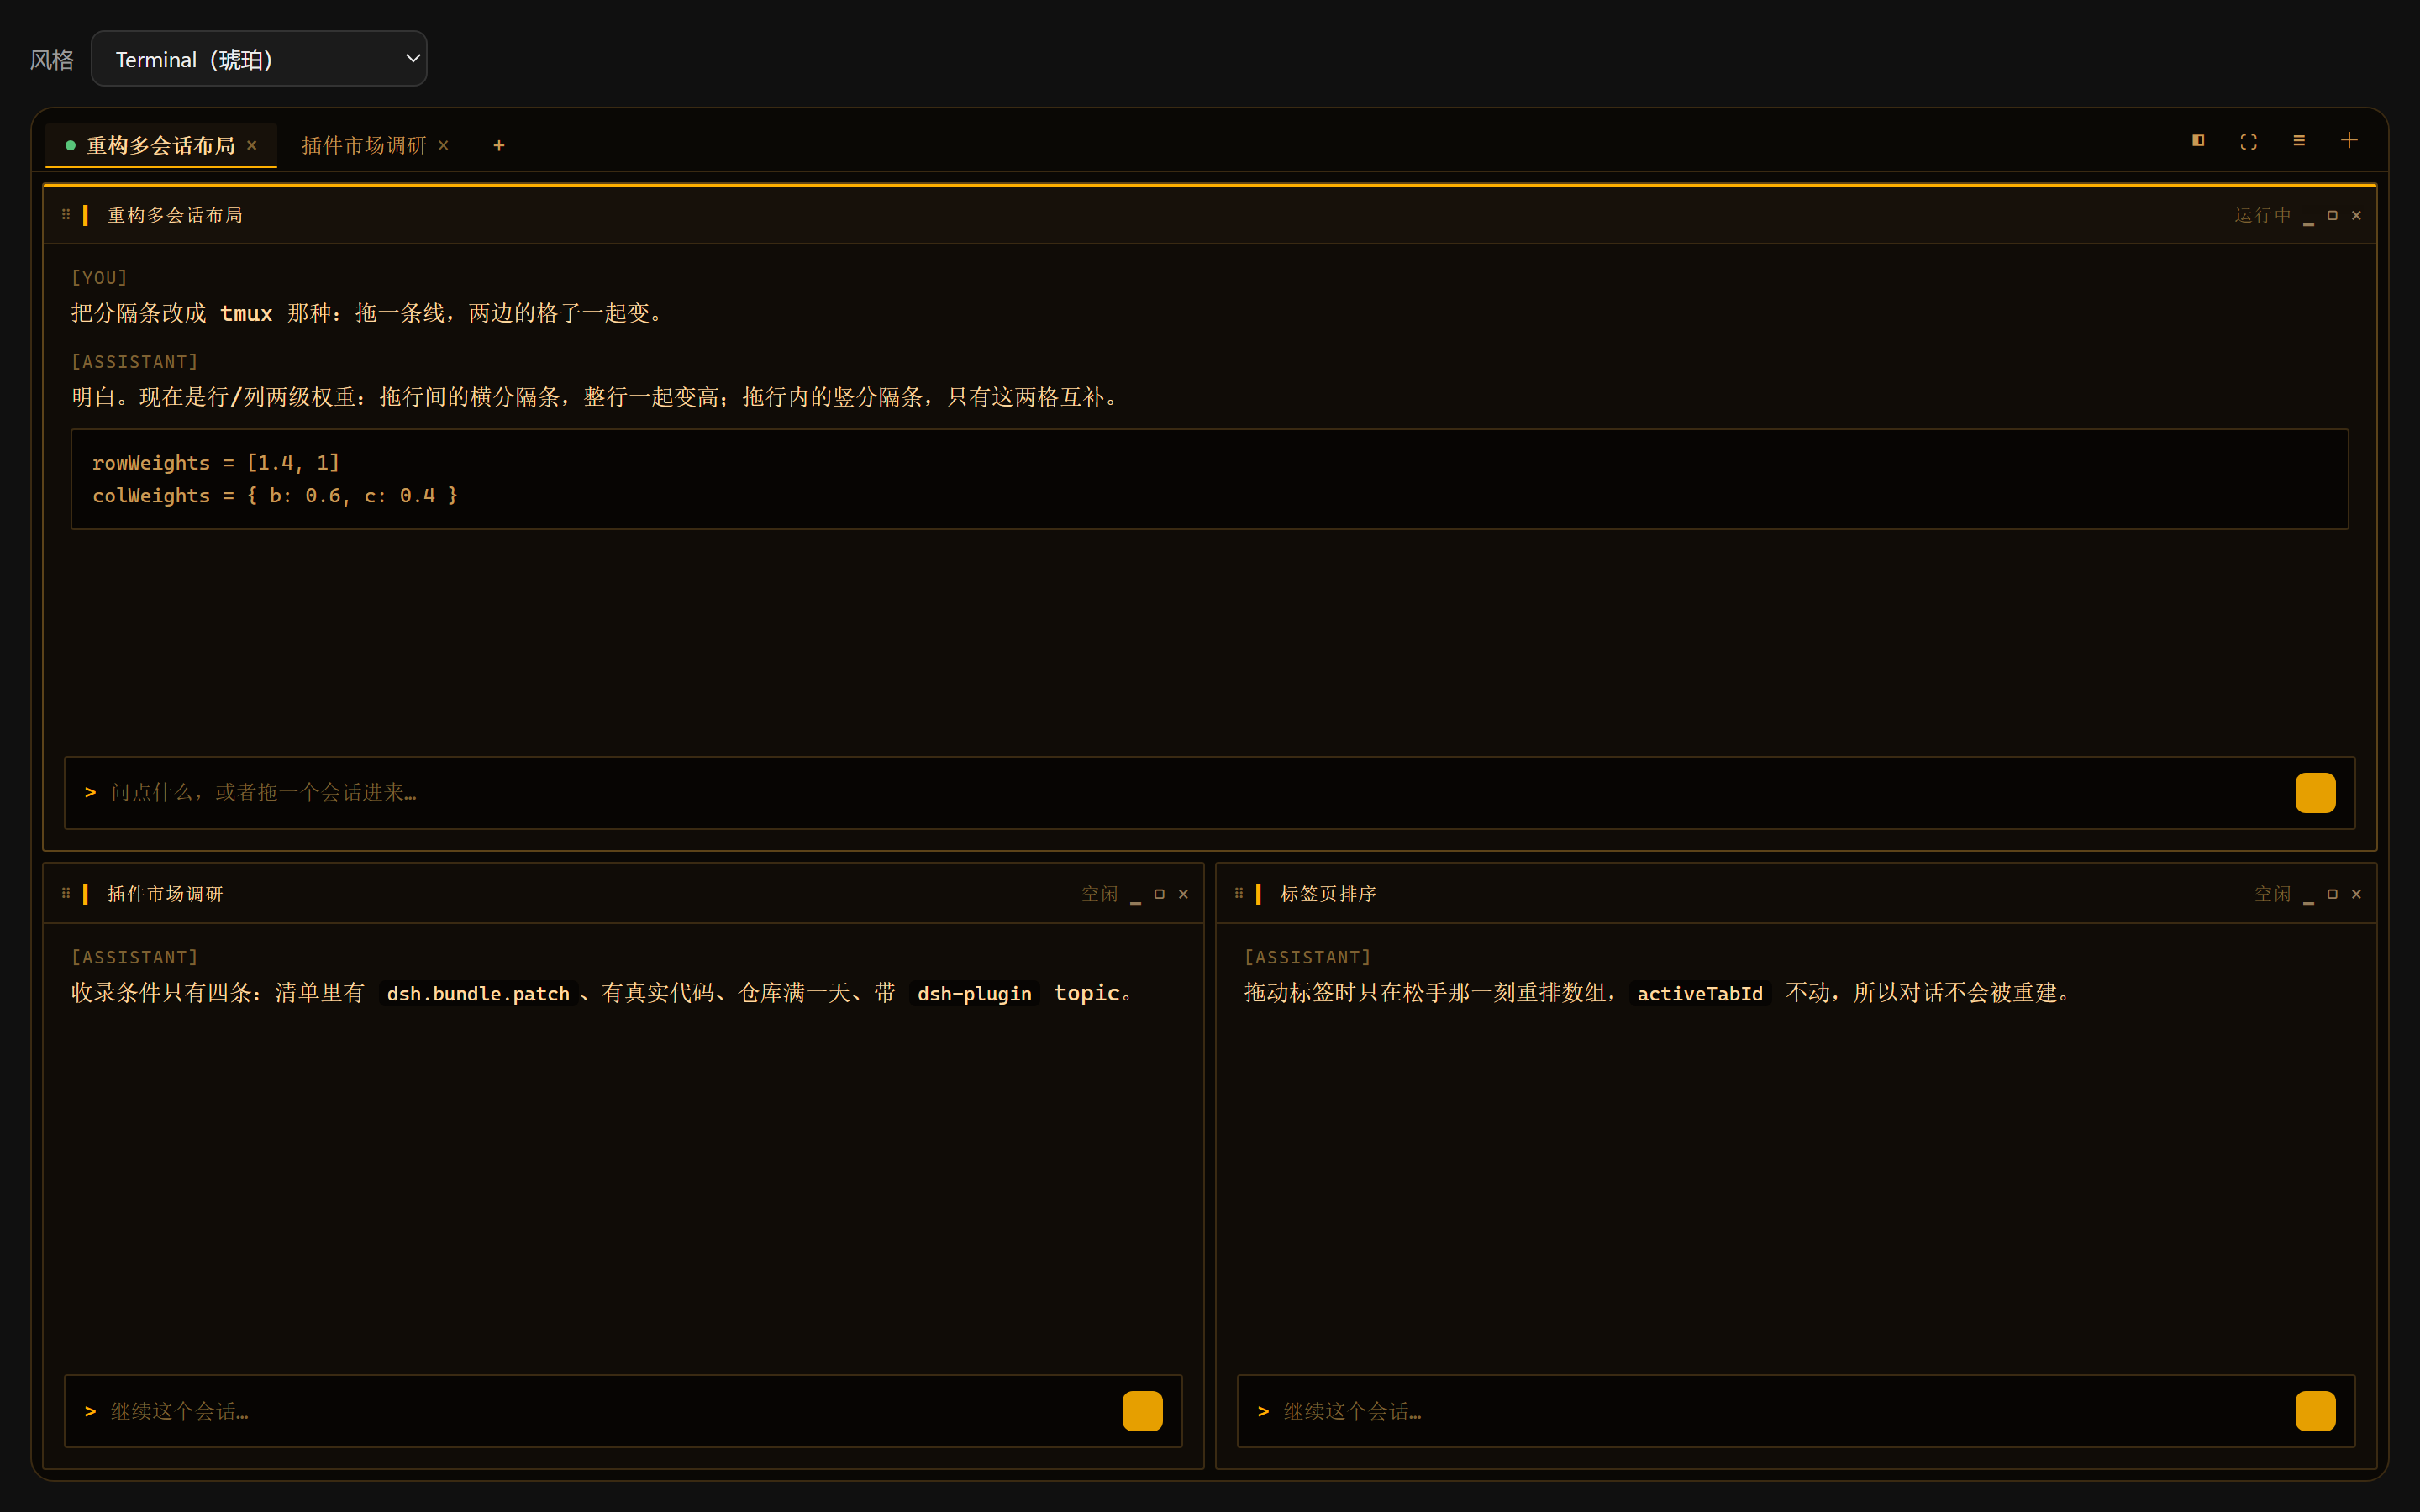 风格 Terminal（琥珀）
重构多会话布局 × 插件市场调研 × +
重构多会话布局 运行中
[YOU]
把分隔条改成 tmux 那种：拖一条线，两边的格子一起变。
[ASSISTANT]
明白。现在是行/列两级权重：拖行间的横分隔条，整行一起变高；拖行内的竖分隔条，只有这两格互补。
rowWeights = [1.4, 1]
colWeights = { b: 0.6, c: 0.4 }
> 问点什么，或者拖一个会话进来…
插件市场调研 空闲
[ASSISTANT]
收录条件只有四条：清单里有 dsh.bundle.patch、有真实代码、仓库满一天、带 dsh-plugin topic。
> 继续这个会话…
标签页排序 空闲
[ASSISTANT]
拖动标签时只在松手那一刻重排数组，activeTabId 不动，所以对话不会被重建。
> 继续这个会话…